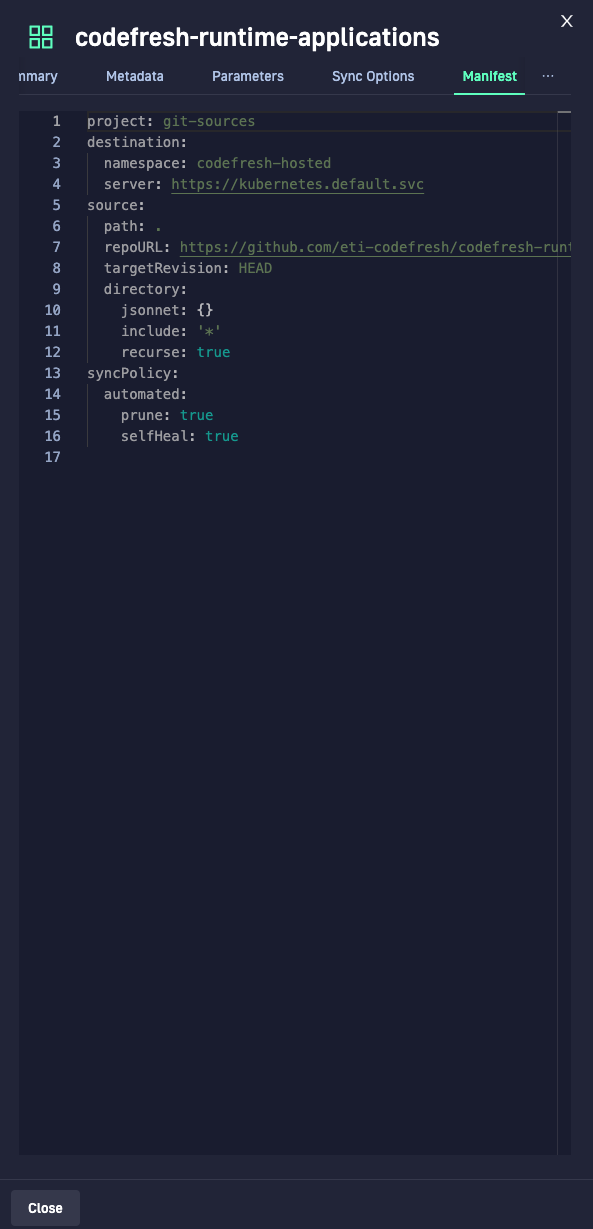 codefresh-runtime-applications
X
mmary Metadata Parameters Sync Options Manifest ...
1 project: git-sources
2 destination:
3 namespace: codefresh-hosted
4 server: https://kubernetes.default.svc
5 source:
6 path: .
7 repoURL: https://github.com/eti-codefresh/codefresh-runt
8 targetRevision: HEAD
9 directory:
10 jsonnet: {}
11 include: '*'
12 recurse: true
13 syncPolicy:
14 automated:
15 prune: true
16 selfHeal: true
17
Close